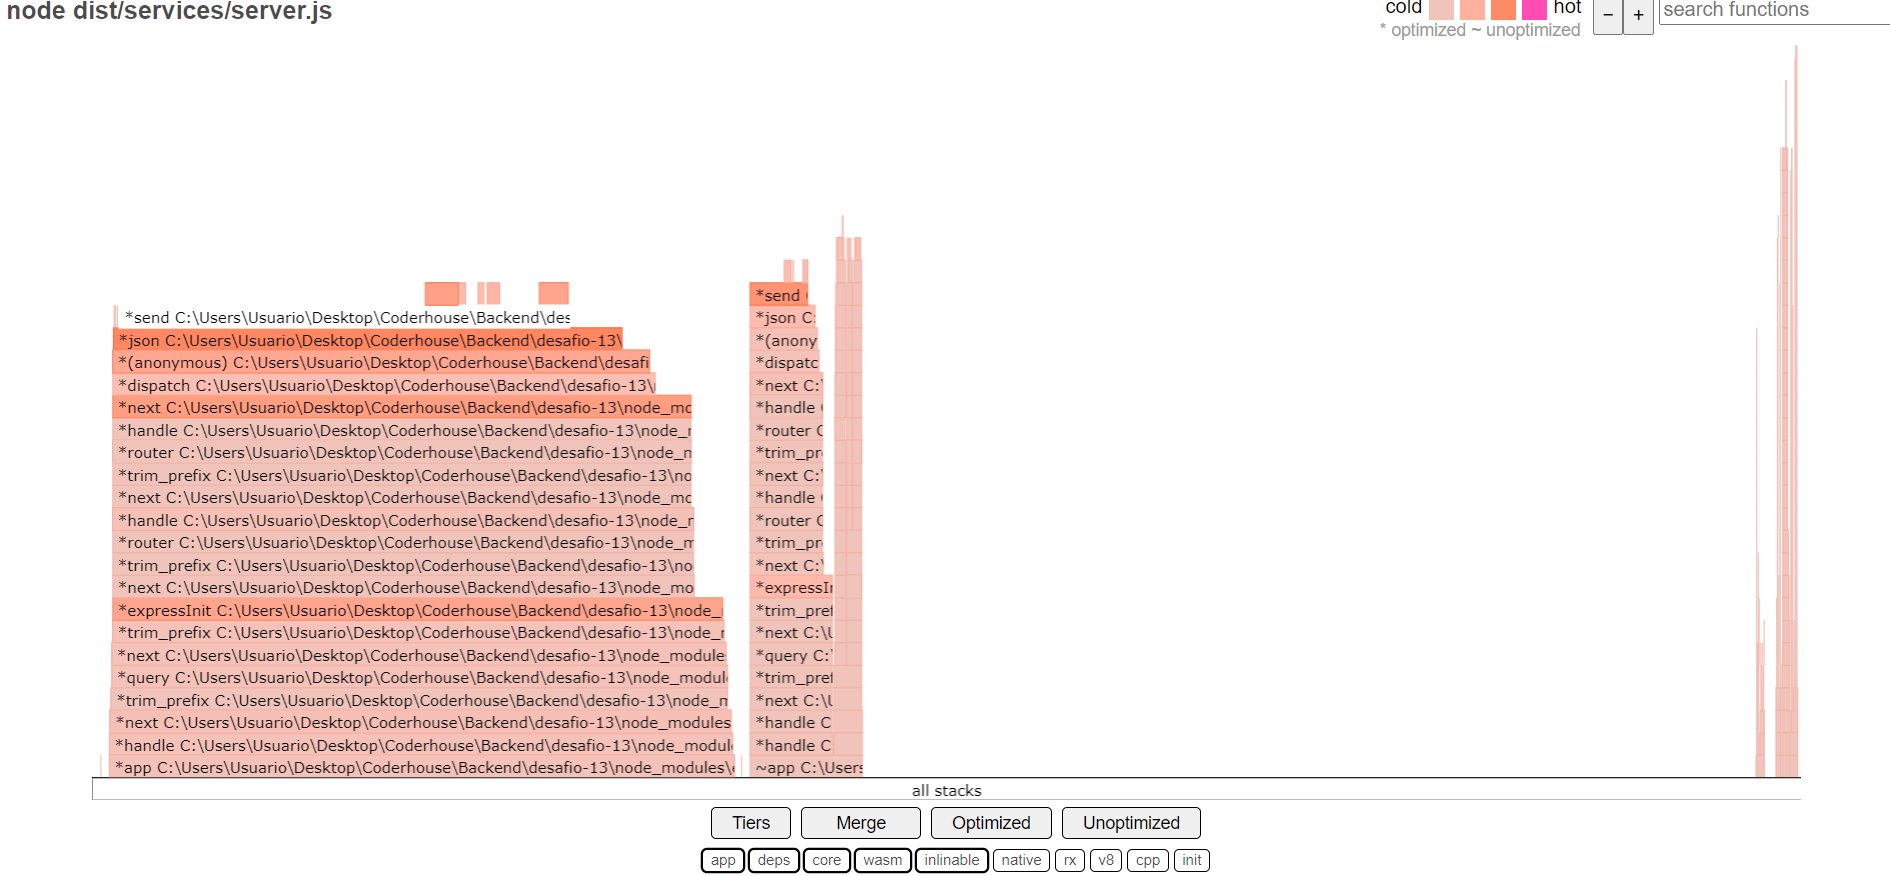 node dist/services/server.js
cold hot
* optimized ~ unoptimized
− +
search functions
*send C:\Users\Usuario\Desktop\Coderhouse\Backend\des
*json C:\Users\Usuario\Desktop\Coderhouse\Backend\desafio-13\
*(anonymous) C:\Users\Usuario\Desktop\Coderhouse\Backend\desafi
*dispatch C:\Users\Usuario\Desktop\Coderhouse\Backend\desafio-13\
*next C:\Users\Usuario\Desktop\Coderhouse\Backend\desafio-13\node_mo
*handle C:\Users\Usuario\Desktop\Coderhouse\Backend\desafio-13\node_
*router C:\Users\Usuario\Desktop\Coderhouse\Backend\desafio-13\node_m
*trim_prefix C:\Users\Usuario\Desktop\Coderhouse\Backend\desafio-13\no
*next C:\Users\Usuario\Desktop\Coderhouse\Backend\desafio-13\node_mo
*handle C:\Users\Usuario\Desktop\Coderhouse\Backend\desafio-13\node_
*router C:\Users\Usuario\Desktop\Coderhouse\Backend\desafio-13\node_m
*trim_prefix C:\Users\Usuario\Desktop\Coderhouse\Backend\desafio-13\no
*next C:\Users\Usuario\Desktop\Coderhouse\Backend\desafio-13\node_mo
*expressInit C:\Users\Usuario\Desktop\Coderhouse\Backend\desafio-13\node_
*trim_prefix C:\Users\Usuario\Desktop\Coderhouse\Backend\desafio-13\node_
*next C:\Users\Usuario\Desktop\Coderhouse\Backend\desafio-13\node_module
*query C:\Users\Usuario\Desktop\Coderhouse\Backend\desafio-13\node_modul
*trim_prefix C:\Users\Usuario\Desktop\Coderhouse\Backend\desafio-13\node_
*next C:\Users\Usuario\Desktop\Coderhouse\Backend\desafio-13\node_modules
*handle C:\Users\Usuario\Desktop\Coderhouse\Backend\desafio-13\node_modul
*app C:\Users\Usuario\Desktop\Coderhouse\Backend\desafio-13\node_modules\
*send
*json C:
*(anony
*dispatc
*next C:\
*handle
*router C
*trim_pr
*next C:\
*handle
*router C
*trim_pr
*next C:\
*expressI
*trim_pref
*next C:\U
*query C:\
*trim_pref
*next C:\U
*handle C
*handle C
~app C:\Users
all stacks
Tiers Merge Optimized Unoptimized
app deps core wasm inlinable native rx v8 cpp init